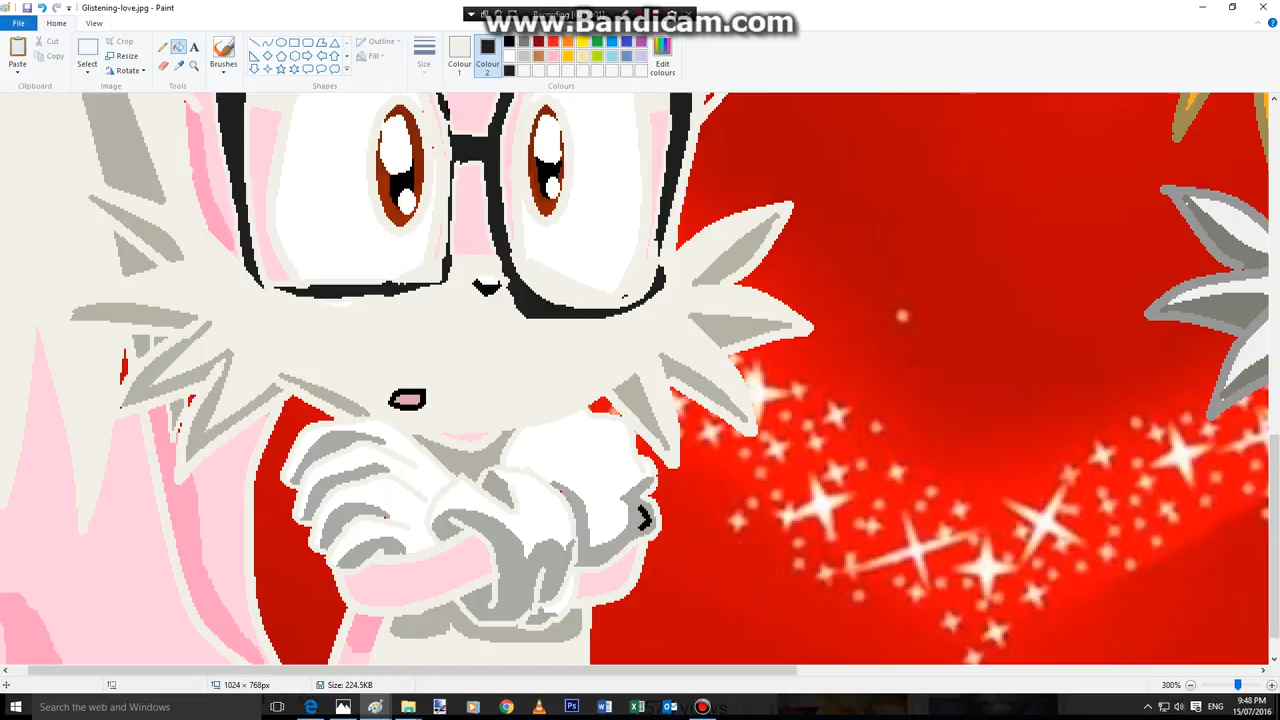 Glistening-love.jpg - Paint
Recording
www.Bandicam.com
File
Home
View
Paste
Cut
Copy
Clipboard
Select
Crop
Resize
Rotate
Image
A
Tools
Brushes
Outline
Fill
Shapes
Size
Colour 1
Colour 2
Edit colours
Colours
1024 × 768px
Size: 224.5KB
300%
Search the web and Windows
views
ENG
9:48 PM
15/07/2016